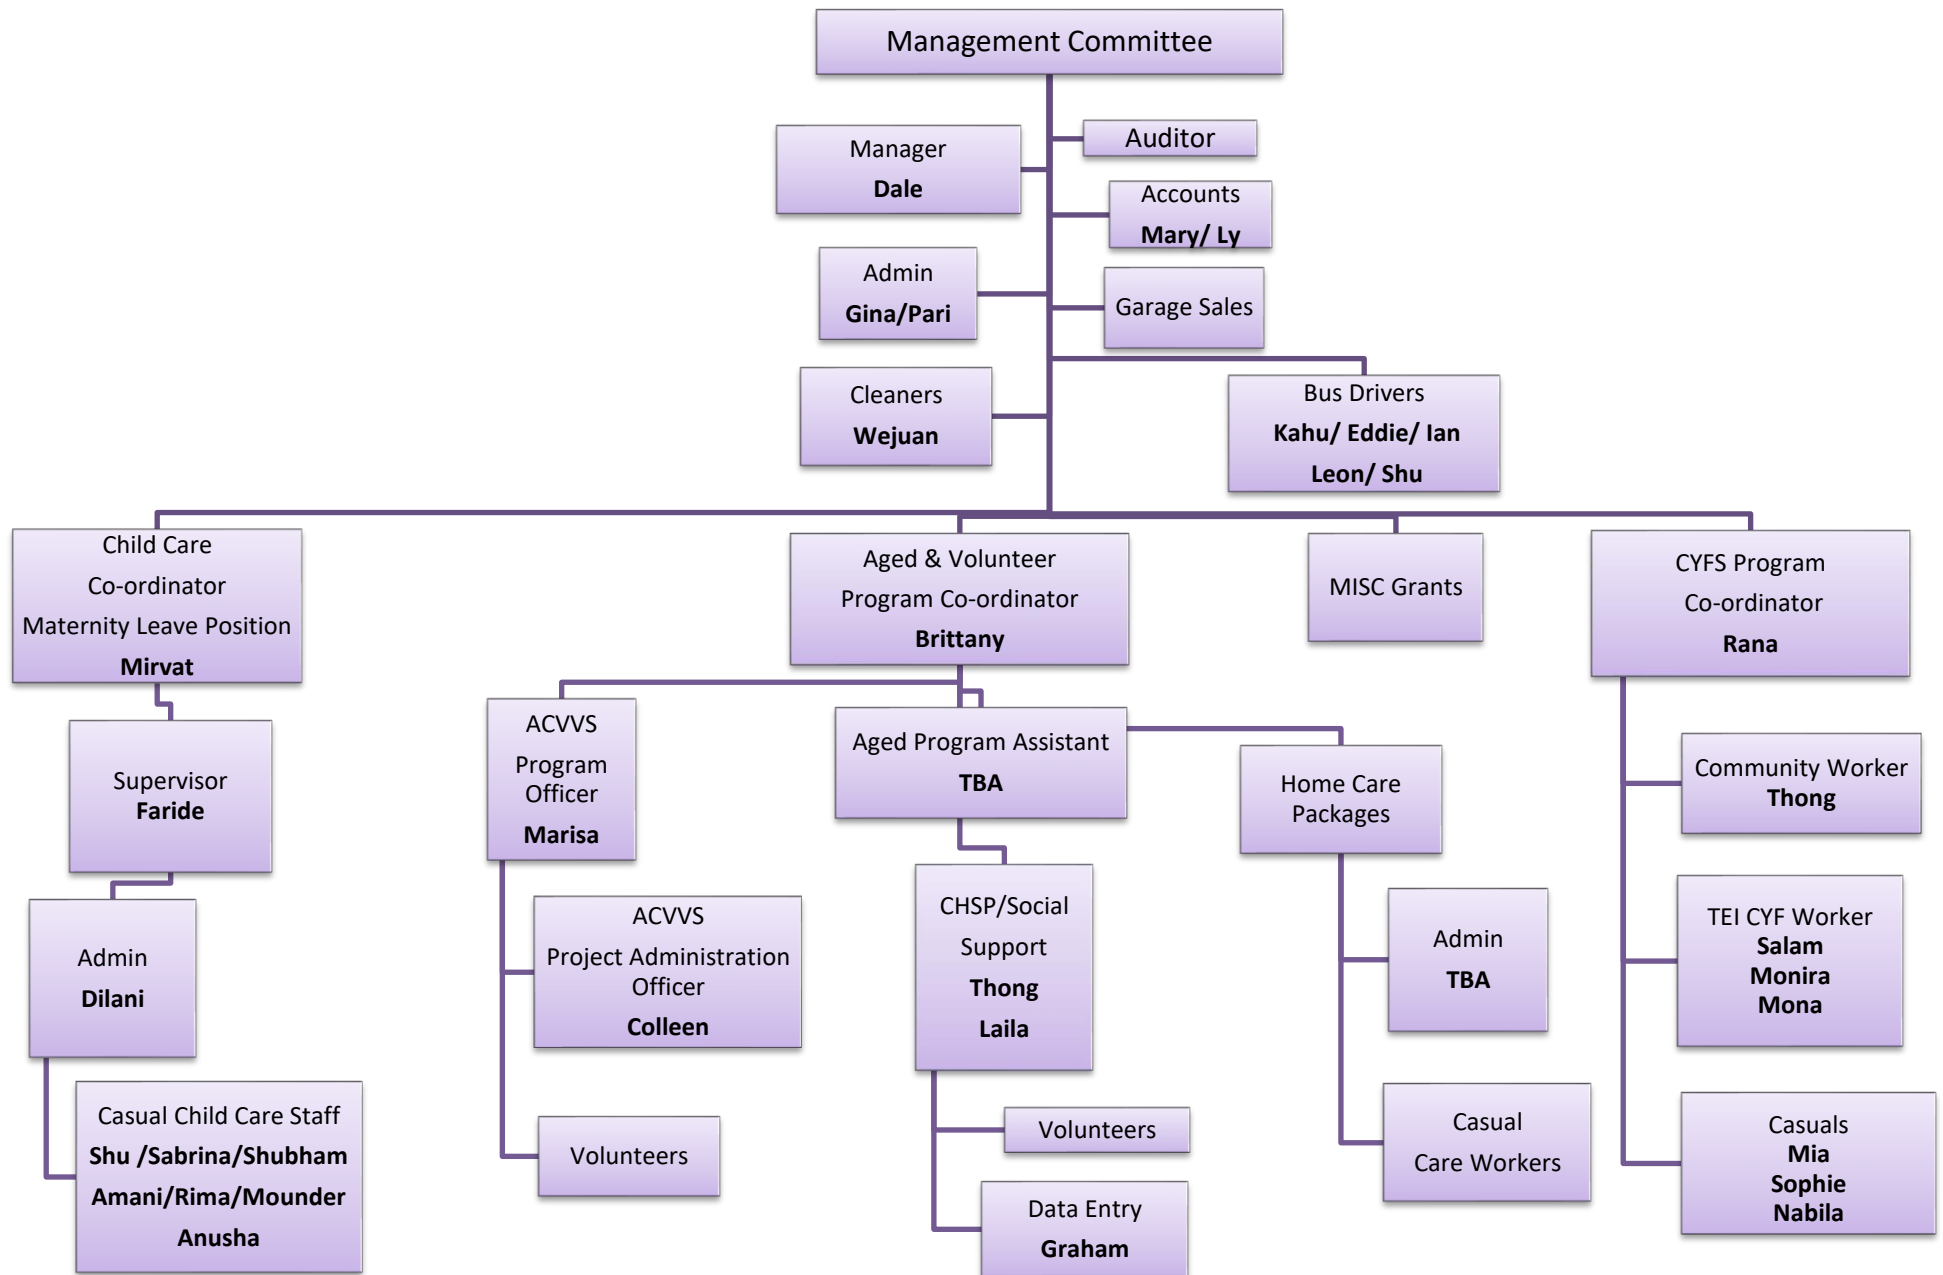 Management Committee
Manager
Dale
Auditor
Accounts
Mary/ Ly
Admin
Gina/Pari
Garage Sales
Cleaners
Wejuan
Bus Drivers
Kahu/ Eddie/ Ian
Leon/ Shu
Child Care
Co-ordinator
Maternity Leave Position
Mirvat
Aged & Volunteer
Program Co-ordinator
Brittany
MISC Grants
CYFS Program
Co-ordinator
Rana
Supervisor
Faride
ACVVS
Program
Officer
Marisa
Aged Program Assistant
TBA
Home Care
Packages
Community Worker
Thong
Admin
Dilani
ACVVS
Project Administration
Officer
Colleen
CHSP/Social
Support
Thong
Laila
Admin
TBA
TEI CYF Worker
Salam
Monira
Mona
Casual Child Care Staff
Shu /Sabrina/Shubham
Amani/Rima/Mounder
Anusha
Volunteers
Volunteers
Data Entry
Graham
Casual
Care Workers
Casuals
Mia
Sophie
Nabila